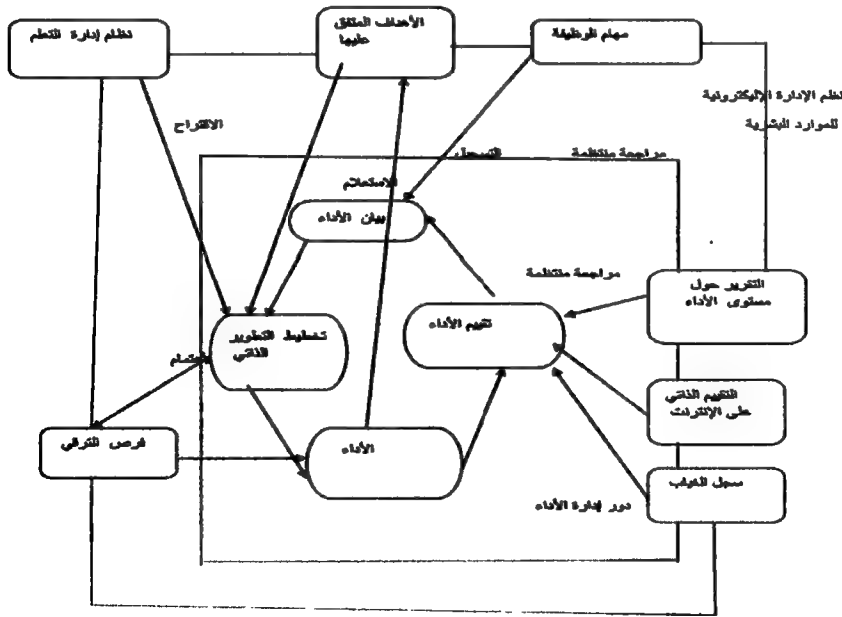 نظام إدارة التعلم
الأهداف المتفق
عليها
مهام الوظيفة
نظم الإدارة الإليكترونية
للموارد البشرية
الاقتراح
التسجيل
مراجعة منتظمة
الاستعلام
بيان الأداء
مراجعة منتظمة
التقرير حول
مستوى الأداء
تخطيط التطوير
الذاتي
تقييم الأداء
التقييم الذاتي
على الإنترنت
فرص الترقي
الأداء
سجل الغياب
دور إدارة الأداء